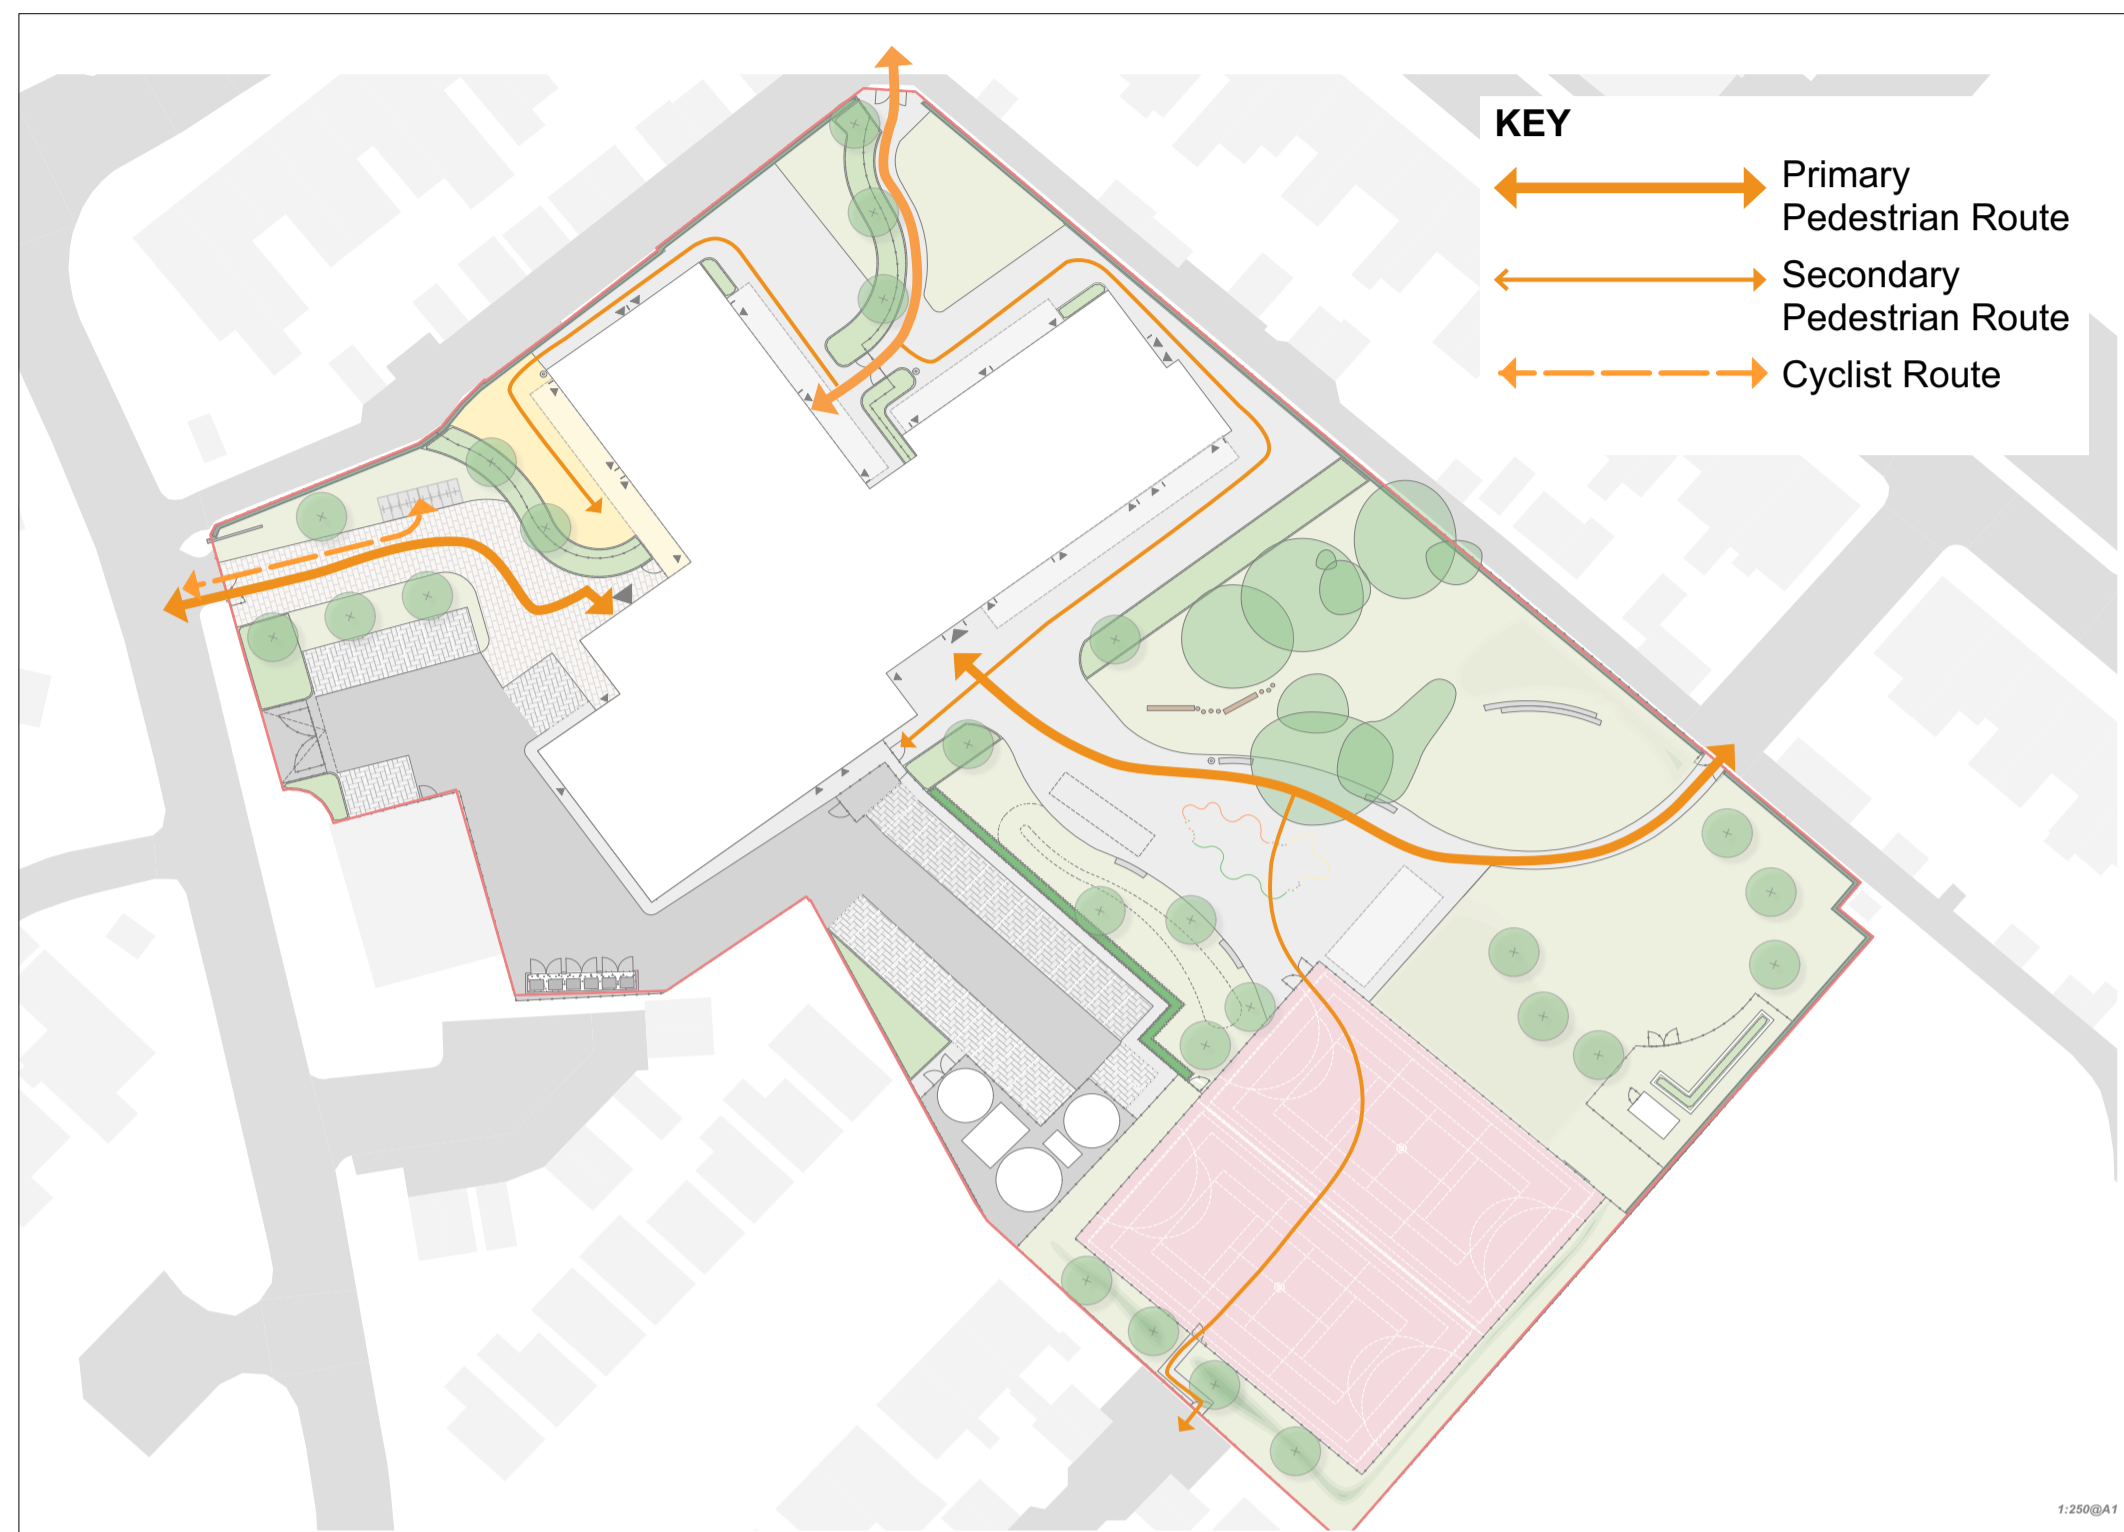 KEY
Primary
Pedestrian Route
Secondary
Pedestrian Route
Cyclist Route
1:250@A1